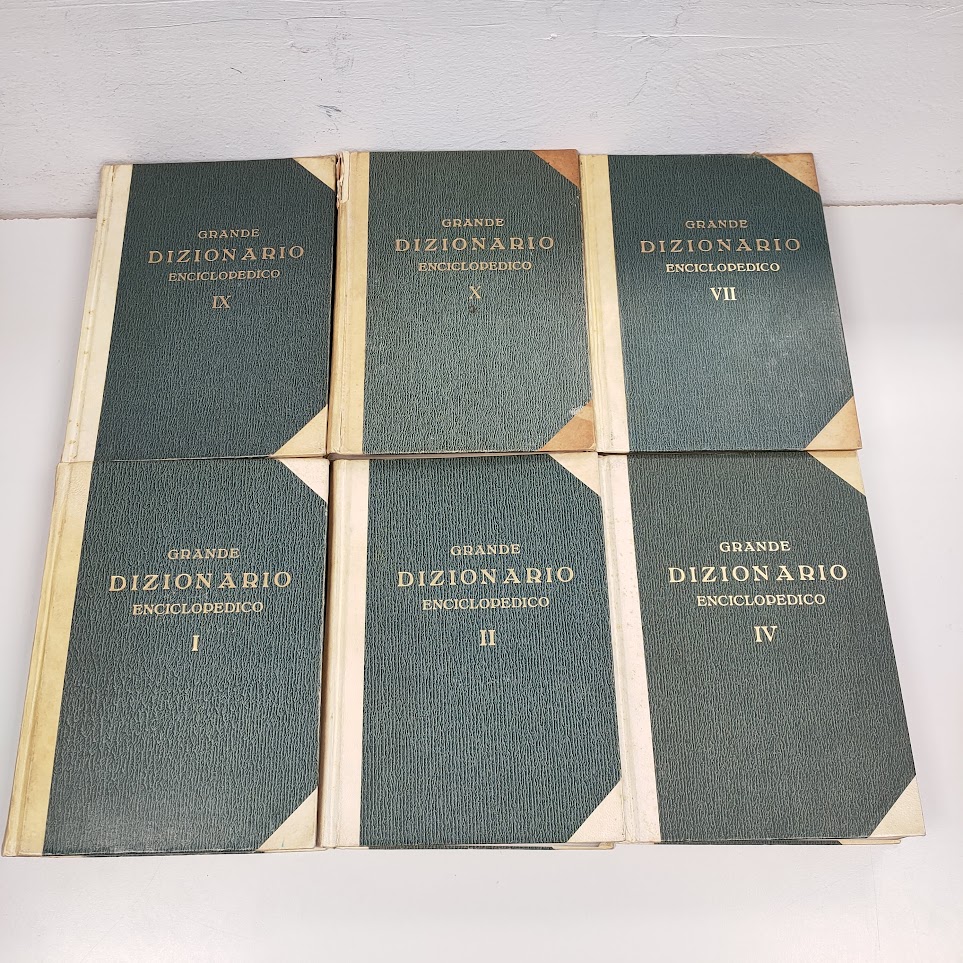 GRANDE
DIZIONARIO
ENCICLOPEDICO
IX
GRANDE
DIZIONARIO
ENCICLOPEDICO
X
GRANDE
DIZIONARIO
ENCICLOPEDICO
VII
GRANDE
DIZIONARIO
ENCICLOPEDICO
I
GRANDE
DIZIONARIO
ENCICLOPEDICO
II
GRANDE
DIZIONARIO
ENCICLOPEDICO
IV